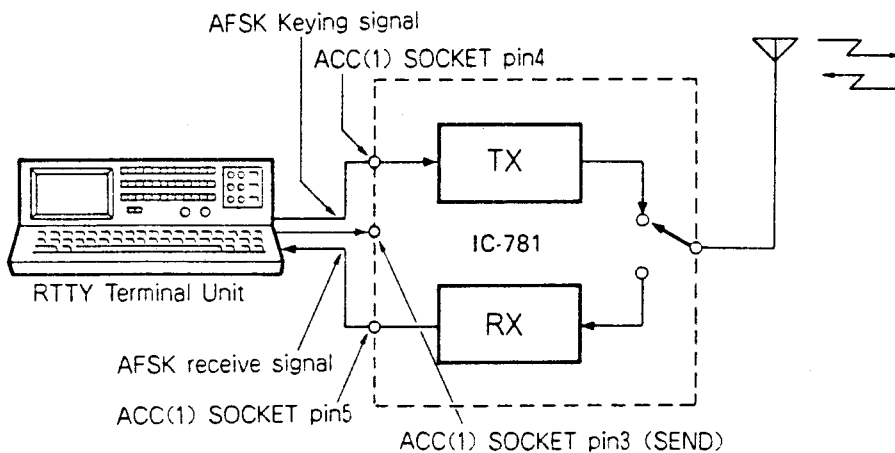 AFSK Keying signal
ACC(1) SOCKET pin4
TX
IC-781
RTTY Terminal Unit
RX
AFSK receive signal
ACC(1) SOCKET pin5
ACC(1) SOCKET pin3 (SEND)